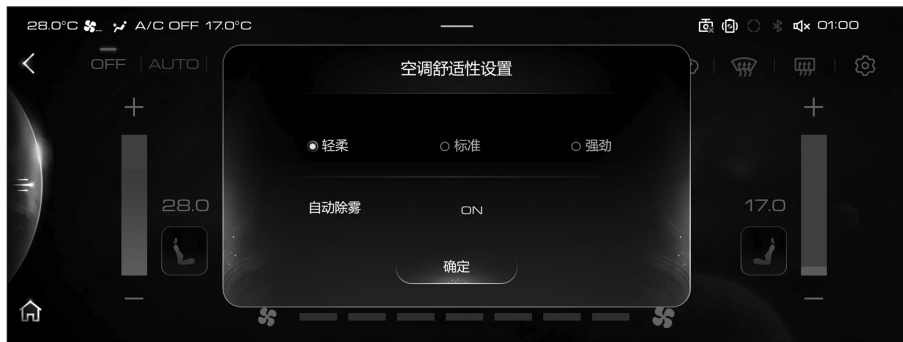 28.0°C A/C OFF 17.0°C 01:00
OFF AUTO
空调舒适性设置
轻柔 标准 强劲
28.0 17.0
自动除雾 ON
确定